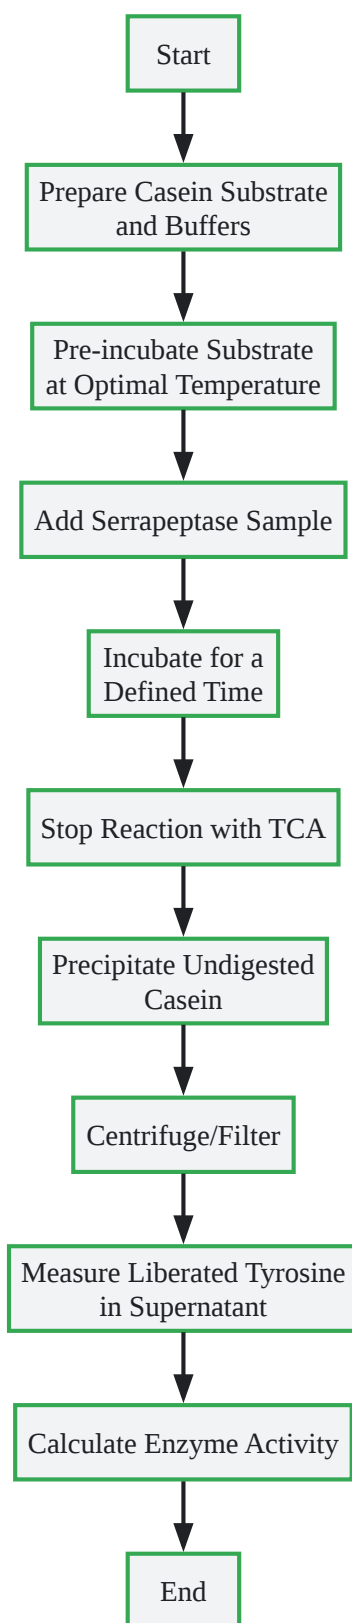 Start
Prepare Casein Substrate
and Buffers
Pre-incubate Substrate
at Optimal Temperature
Add Serrapeptase Sample
Incubate for a
Defined Time
Stop Reaction with TCA
Precipitate Undigested
Casein
Centrifuge/Filter
Measure Liberated Tyrosine
in Supernatant
Calculate Enzyme Activity
End